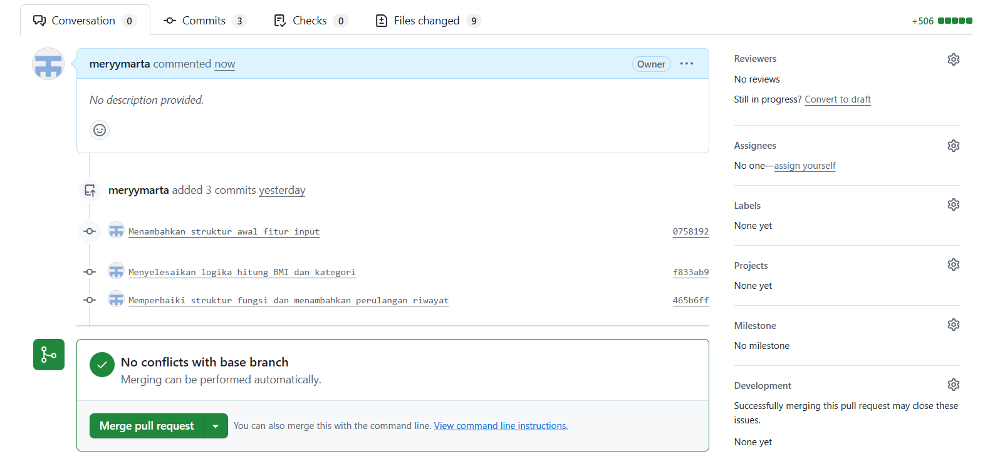 Conversation 0 Commits 3 Checks 0 Files changed 9 +506
meryymarta commented now Owner
No description provided.
meryymarta added 3 commits yesterday
Menambahkan struktur awal fitur input 0758192
Menyelesaikan logika hitung BMI dan kategori f833ab9
Memperbaiki struktur fungsi dan menambahkan perulangan riwayat 465b6ff
No conflicts with base branch
Merging can be performed automatically.
Merge pull request You can also merge this with the command line. View command line instructions.
Reviewers
No reviews
Still in progress? Convert to draft
Assignees
No one—assign yourself
Labels
None yet
Projects
None yet
Milestone
No milestone
Development
Successfully merging this pull request may close these
issues.
None yet